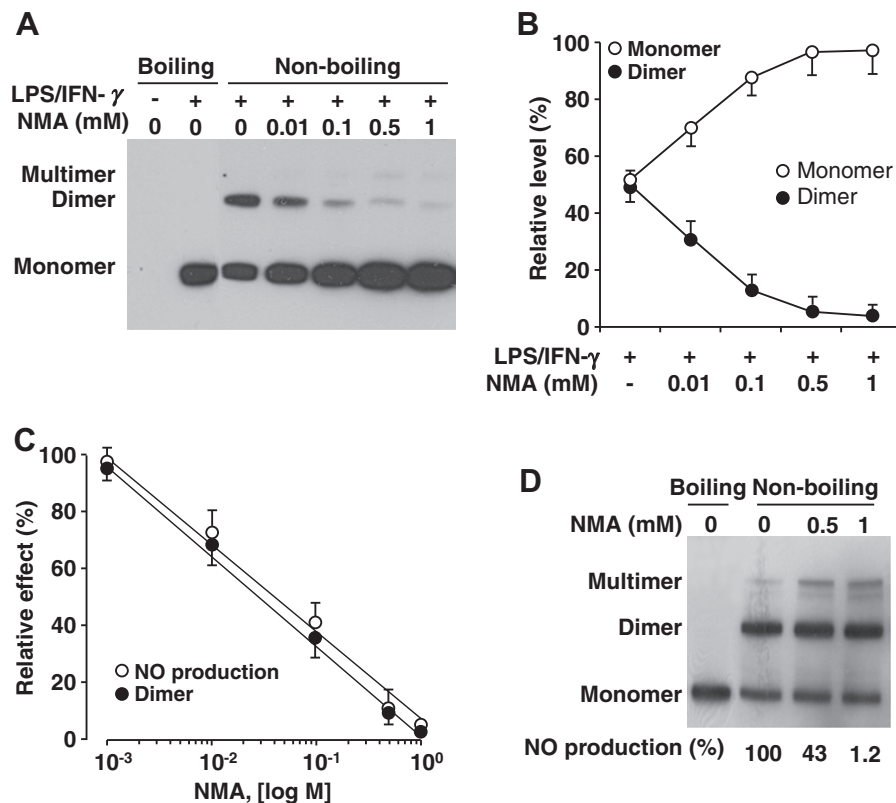 A
Boiling Non-boiling
LPS/IFN- γ - + + + + + +
NMA (mM) 0 0 0 0.01 0.1 0.5 1
Multimer
Dimer
Monomer
B
100
80
60
40
20
0
Relative level (%)
Monomer
Dimer
Monomer
Dimer
LPS/IFN-γ + + + + +
NMA (mM) - 0.01 0.1 0.5 1
C
100
80
60
40
20
0
Relative effect (%)
NO production
Dimer
10⁻³ 10⁻² 10⁻¹ 10⁰
NMA, [log M]
D
Boiling Non-boiling
NMA (mM) 0 0 0.5 1
Multimer
Dimer
Monomer
NO production (%) 100 43 1.2